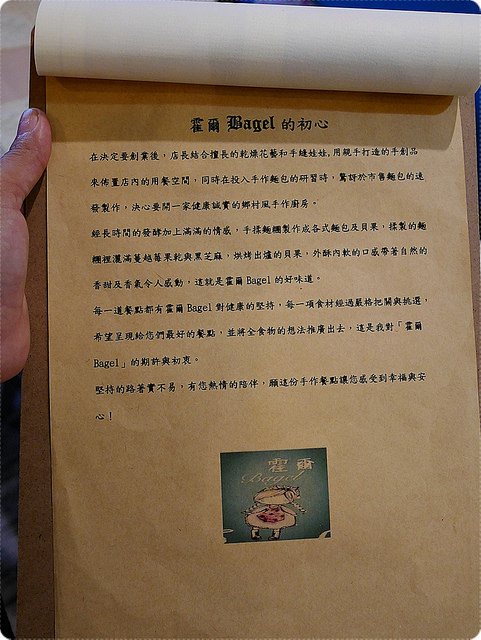 霍爾 Bagel 的初心
在決定要創業後，店長結合擅長的乾燥花藝和手縫娃娃,用親手打造的手創品
來佈置店內的用餐空間，同時在投入手作麵包的研習時，驚訝於市售麵包的速
發製作，決心要開一家健康誠實的鄉村風手作廚房。
經長時間的發酵加上滿滿的情感，手揉麵糰製作成各式麵包及貝果，揉製的麵
糰裡灑滿蔓越莓果乾與黑芝麻，烘烤出爐的貝果，外酥內軟的口感帶著自然的
香甜及香氣令人感動，這就是霍爾 Bagel 的好味道。
每一道餐點都有霍爾 Bagel 對健康的堅持，每一項食材經過嚴格把關與挑選，
希望呈現給您們最好的餐點，並將全食物的想法推廣出去，這是我對「霍爾
Bagel」的期許與初衷。
堅持的路著實不易，有您熱情的陪伴，願這份手作餐點讓您感受到幸福與安
心！
霍爾
Bagel